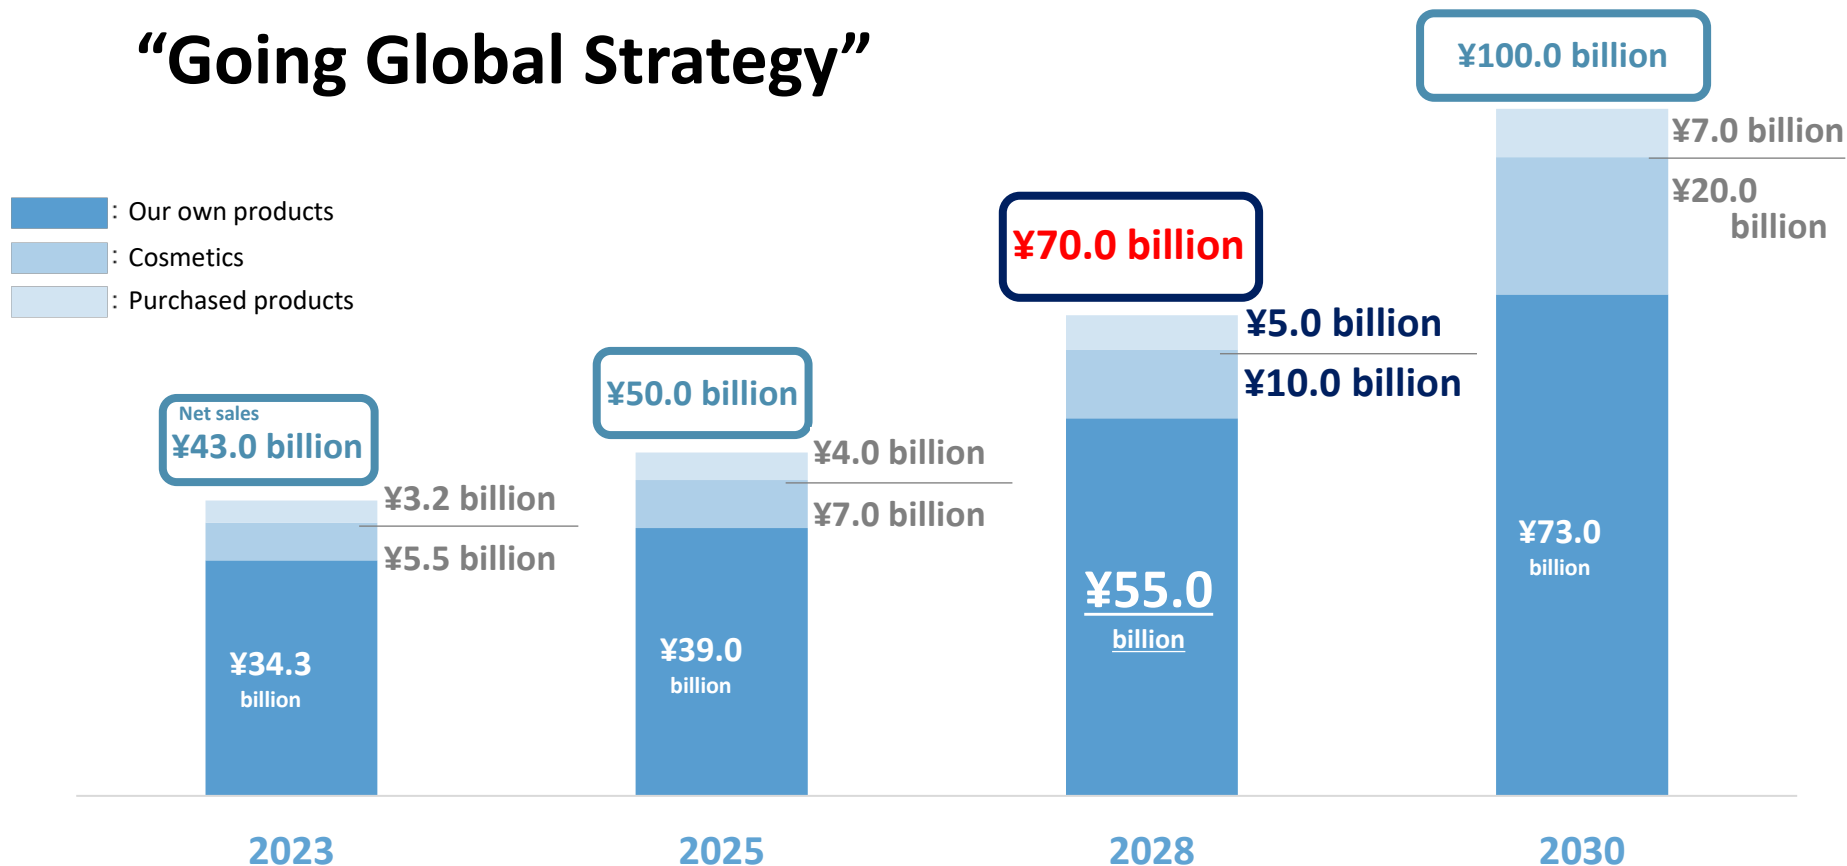 “Going Global Strategy”
: Our own products
: Cosmetics
: Purchased products
Net sales
¥43.0 billion
¥3.2 billion
¥5.5 billion
¥34.3
billion
¥50.0 billion
¥4.0 billion
¥7.0 billion
¥39.0
billion
¥70.0 billion
¥5.0 billion
¥10.0 billion
¥55.0
billion
¥100.0 billion
¥7.0 billion
¥20.0
billion
¥73.0
billion
2023
2025
2028
2030